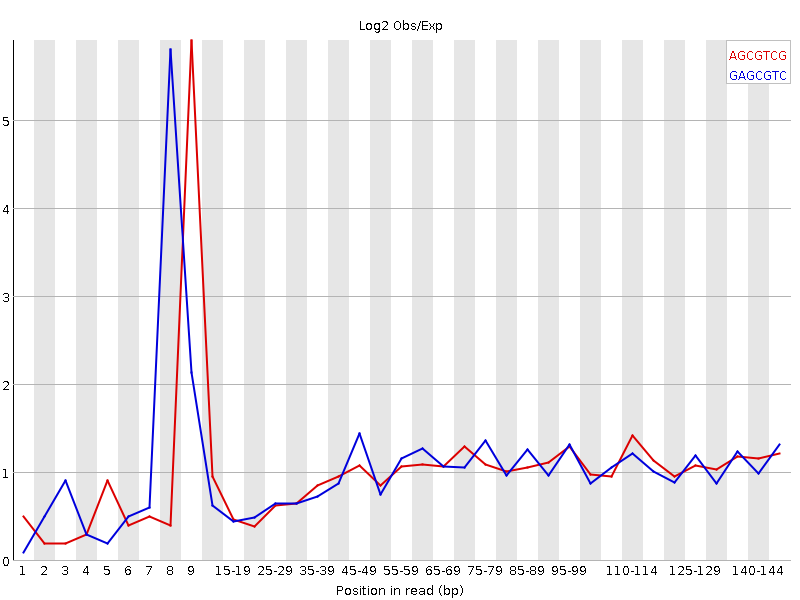 Log2 Obs/Exp
AGCGTCG
GAGCGTC
5
4
3
2
1
0
1 2 3 4 5 6 7 8 9 15-19 25-29 35-39 45-49 55-59 65-69 75-79 85-89 95-99 110-114 125-129 140-144
Position in read (bp)